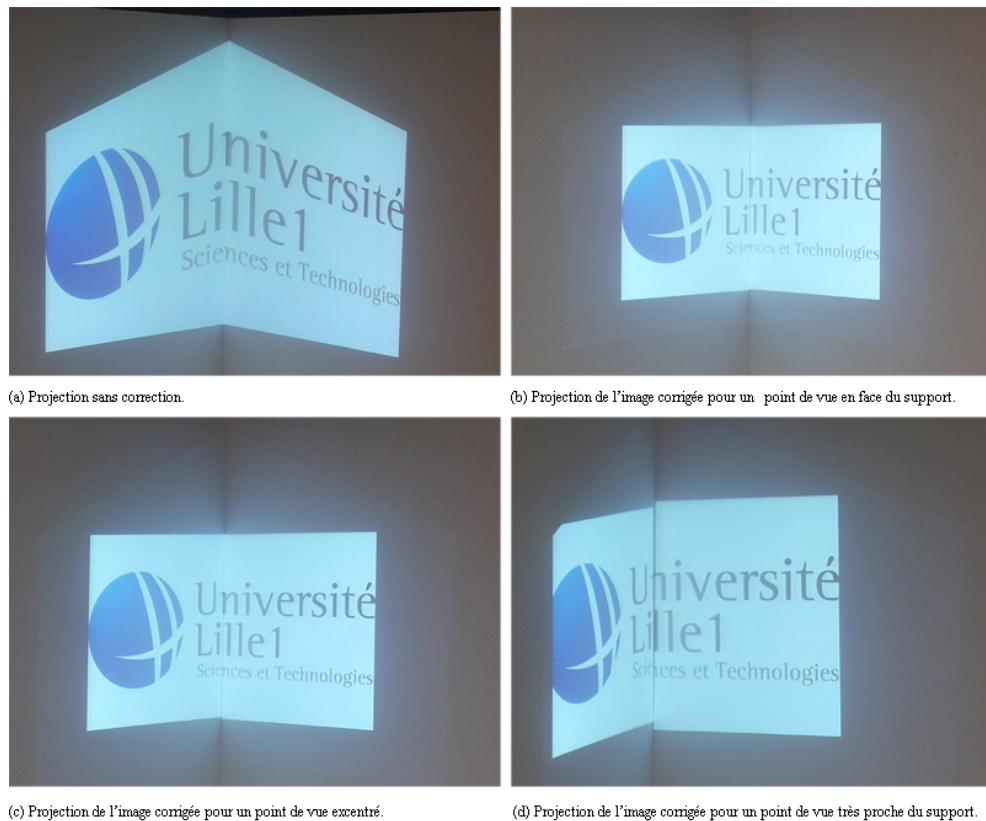 Université
Lille1
Sciences et Technologies
Université
Lille1
Sciences et Technologies
(a) Projection sans correction.
(b) Projection de l'image corrigée pour un point de vue en face du support.
Université
Lille1
Sciences et Technologies
Université
Lille1
Sciences et Technologies
(c) Projection de l'image corrigée pour un point de vue excentré.
(d) Projection de l'image corrigée pour un point de vue très proche du support.